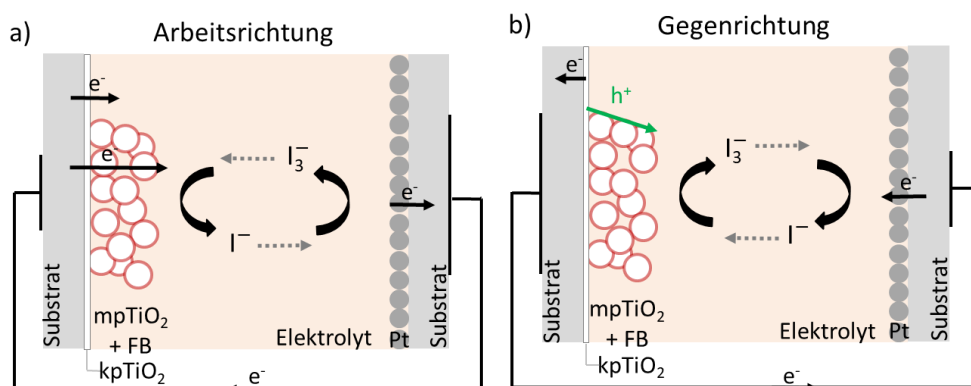 a)
Arbeitsrichtung
e-
e-
I3−
I−
e-
Substrat
mpTiO2
+ FB
kpTiO2
Elektrolyt
Pt
Substrat
e-
b)
Gegenrichtung
e-
h+
I3−
I−
e-
Substrat
mpTiO2
+ FB
kpTiO2
Elektrolyt
Pt
Substrat
e-